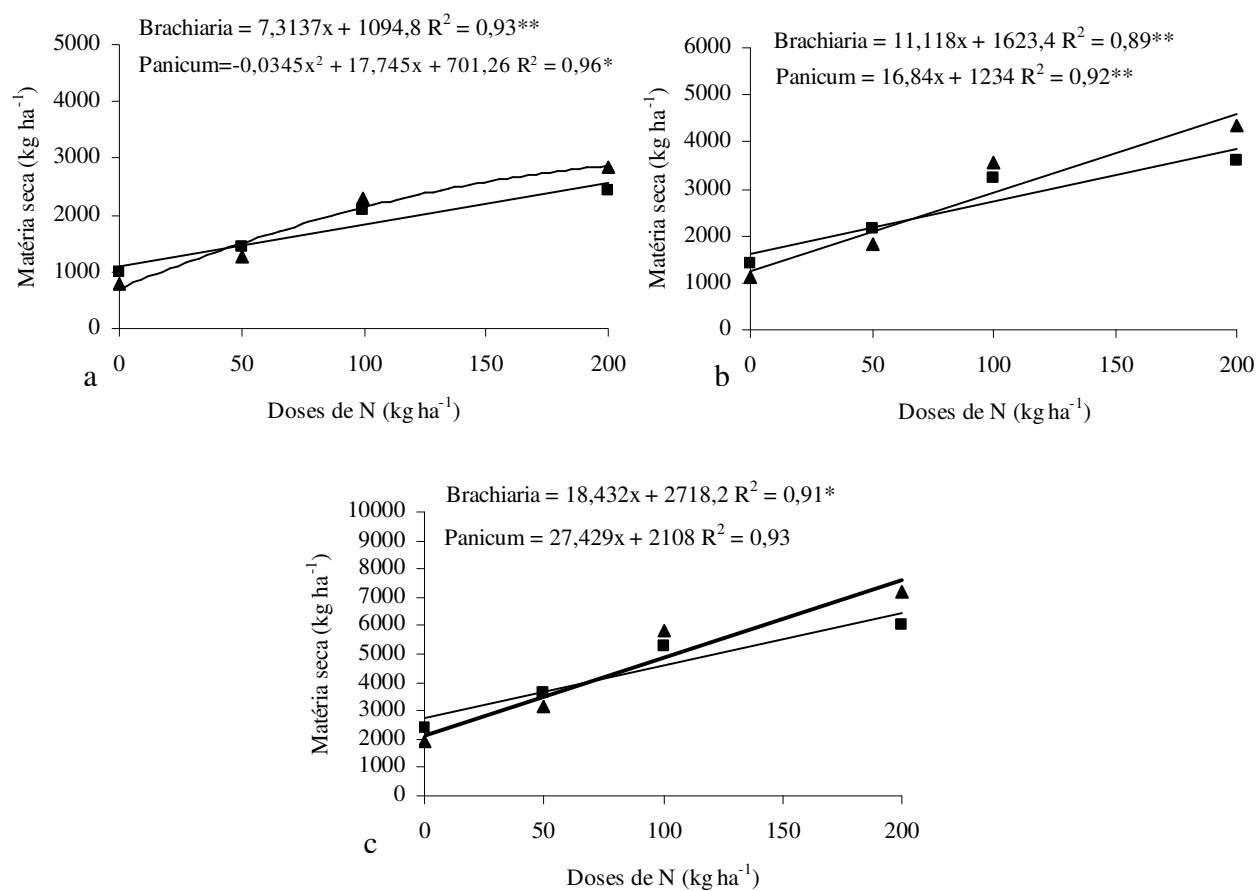 Brachiaria = 7,3137x + 1094,8 R² = 0,93**
Panicum=-0,0345x² + 17,745x + 701,26 R² = 0,96*
Matéria seca (kg ha⁻¹)
5000
4000
3000
2000
1000
0
0 50 100 150 200
a
Doses de N (kg ha⁻¹)
Brachiaria = 11,118x + 1623,4 R² = 0,89**
Panicum = 16,84x + 1234 R² = 0,92**
Matéria seca (kg ha⁻¹)
6000
5000
4000
3000
2000
1000
0
0 50 100 150 200
b
Doses de N (kg ha⁻¹)
Brachiaria = 18,432x + 2718,2 R² = 0,91*
Panicum = 27,429x + 2108 R² = 0,93
Matéria seca (kg ha⁻¹)
10000
9000
8000
7000
6000
5000
4000
3000
2000
1000
0
0 50 100 150 200
c
Doses de N (kg ha⁻¹)